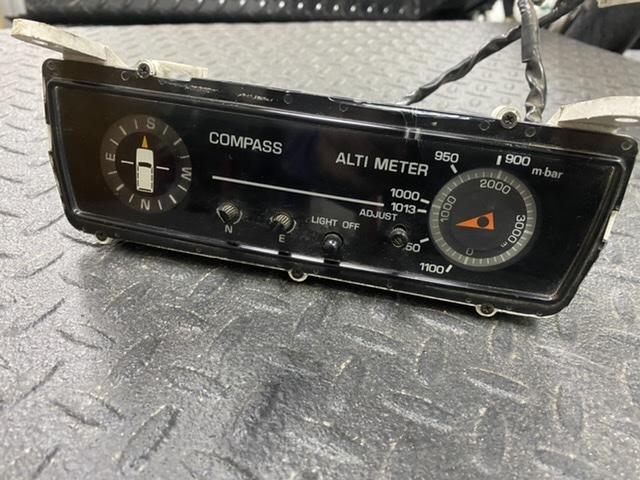 S
E
W
N
COMPASS
ALTI METER
950
900
m-bar
1000
1013
ADJUST
50
1100
2000
1000
3000
m
0
LIGHT OFF
N
E